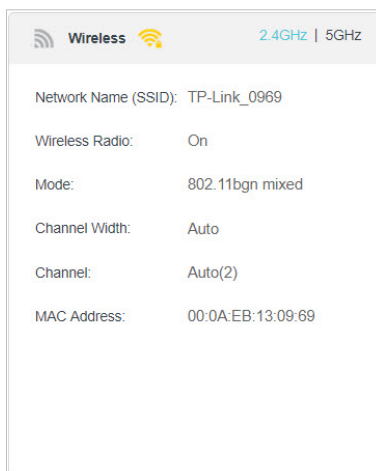 Wireless 2.4GHz | 5GHz
Network Name (SSID): TP-Link_0969
Wireless Radio: On
Mode: 802.11bgn mixed
Channel Width: Auto
Channel: Auto(2)
MAC Address: 00:0A:EB:13:09:69